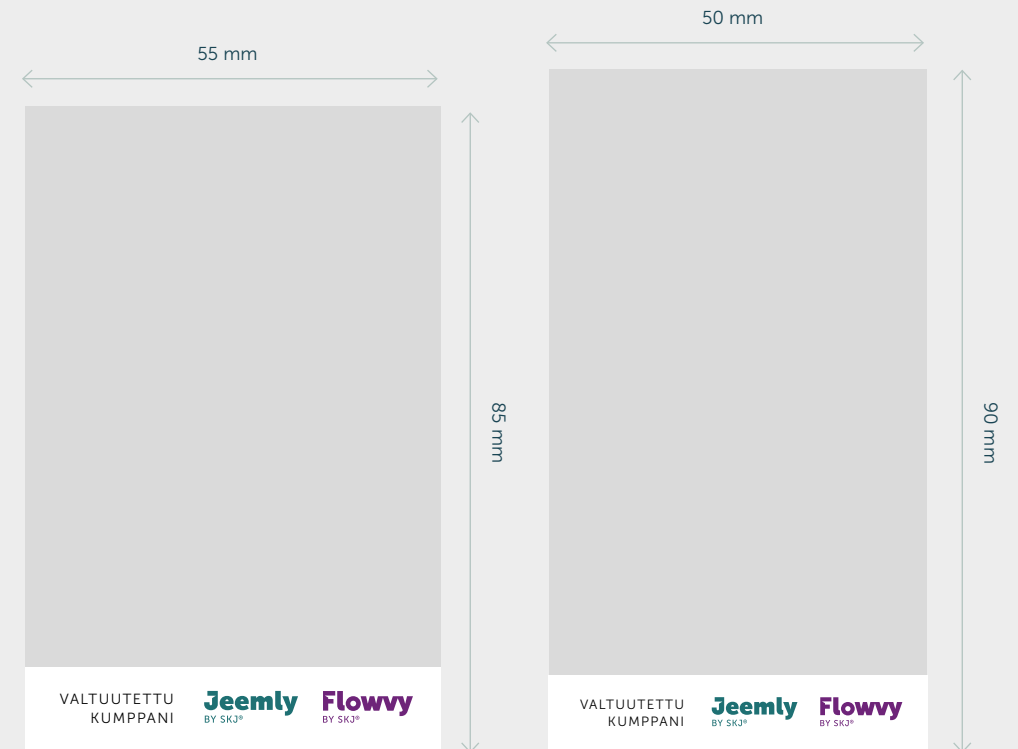 55 mm
85 mm
VALTUUTETTU
KUMPPANI
Jeemly
BY SKJ®
Flowvy
BY SKJ®
50 mm
90 mm
VALTUUTETTU
KUMPPANI
Jeemly
BY SKJ®
Flowvy
BY SKJ®